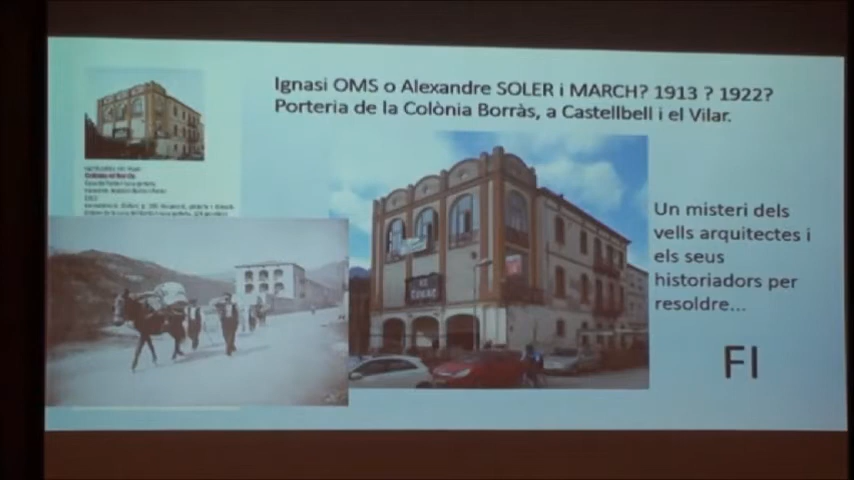 Ignasi OMS o Alexandre SOLER i MARCH? 1913 ? 1922?
Porteria de la Colònia Borràs, a Castellbell i el Vilar.
Un misteri dels
vells arquitectes i
els seus
historiadors per
resoldre...
FI